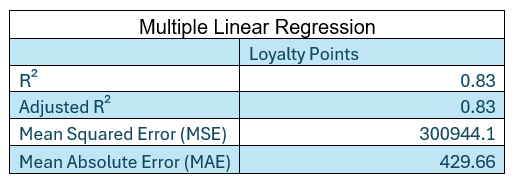 Multiple Linear Regression
Loyalty Points
R² 0.83
Adjusted R² 0.83
Mean Squared Error (MSE) 300944.1
Mean Absolute Error (MAE) 429.66